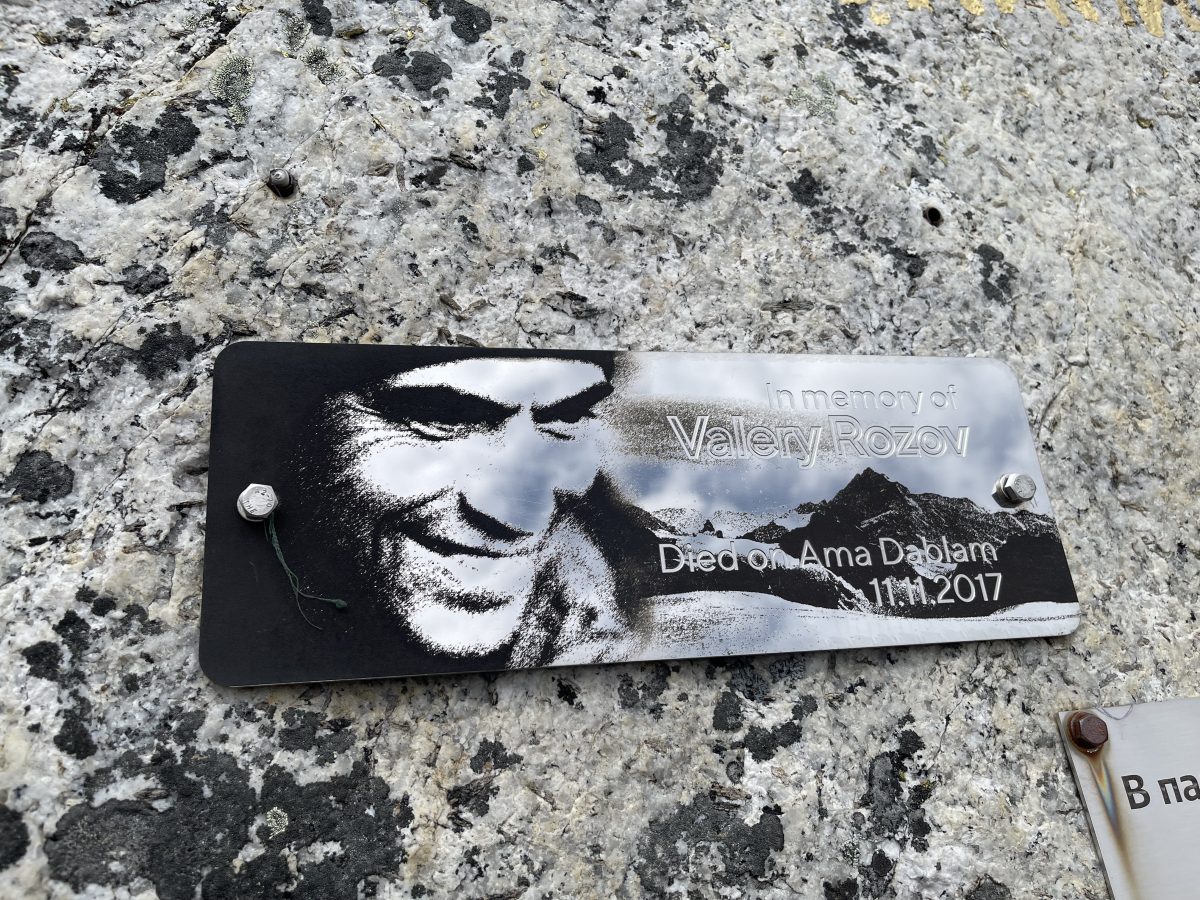 In memory of
Valery Rozov
Died on Ama Dablam
11.11.2017
В па